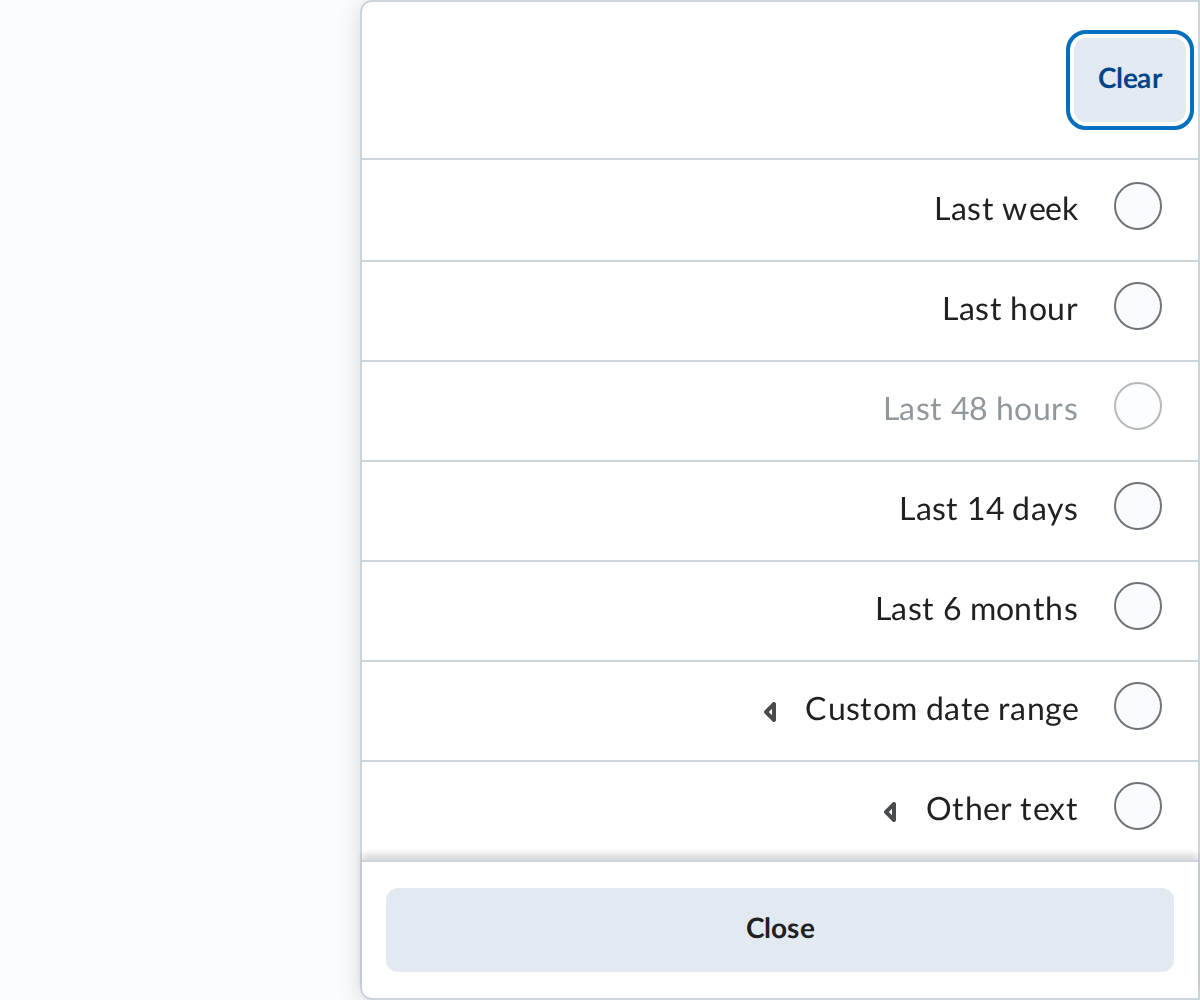 Clear
Last week
Last hour
Last 48 hours
Last 14 days
Last 6 months
Custom date range
Other text
Close